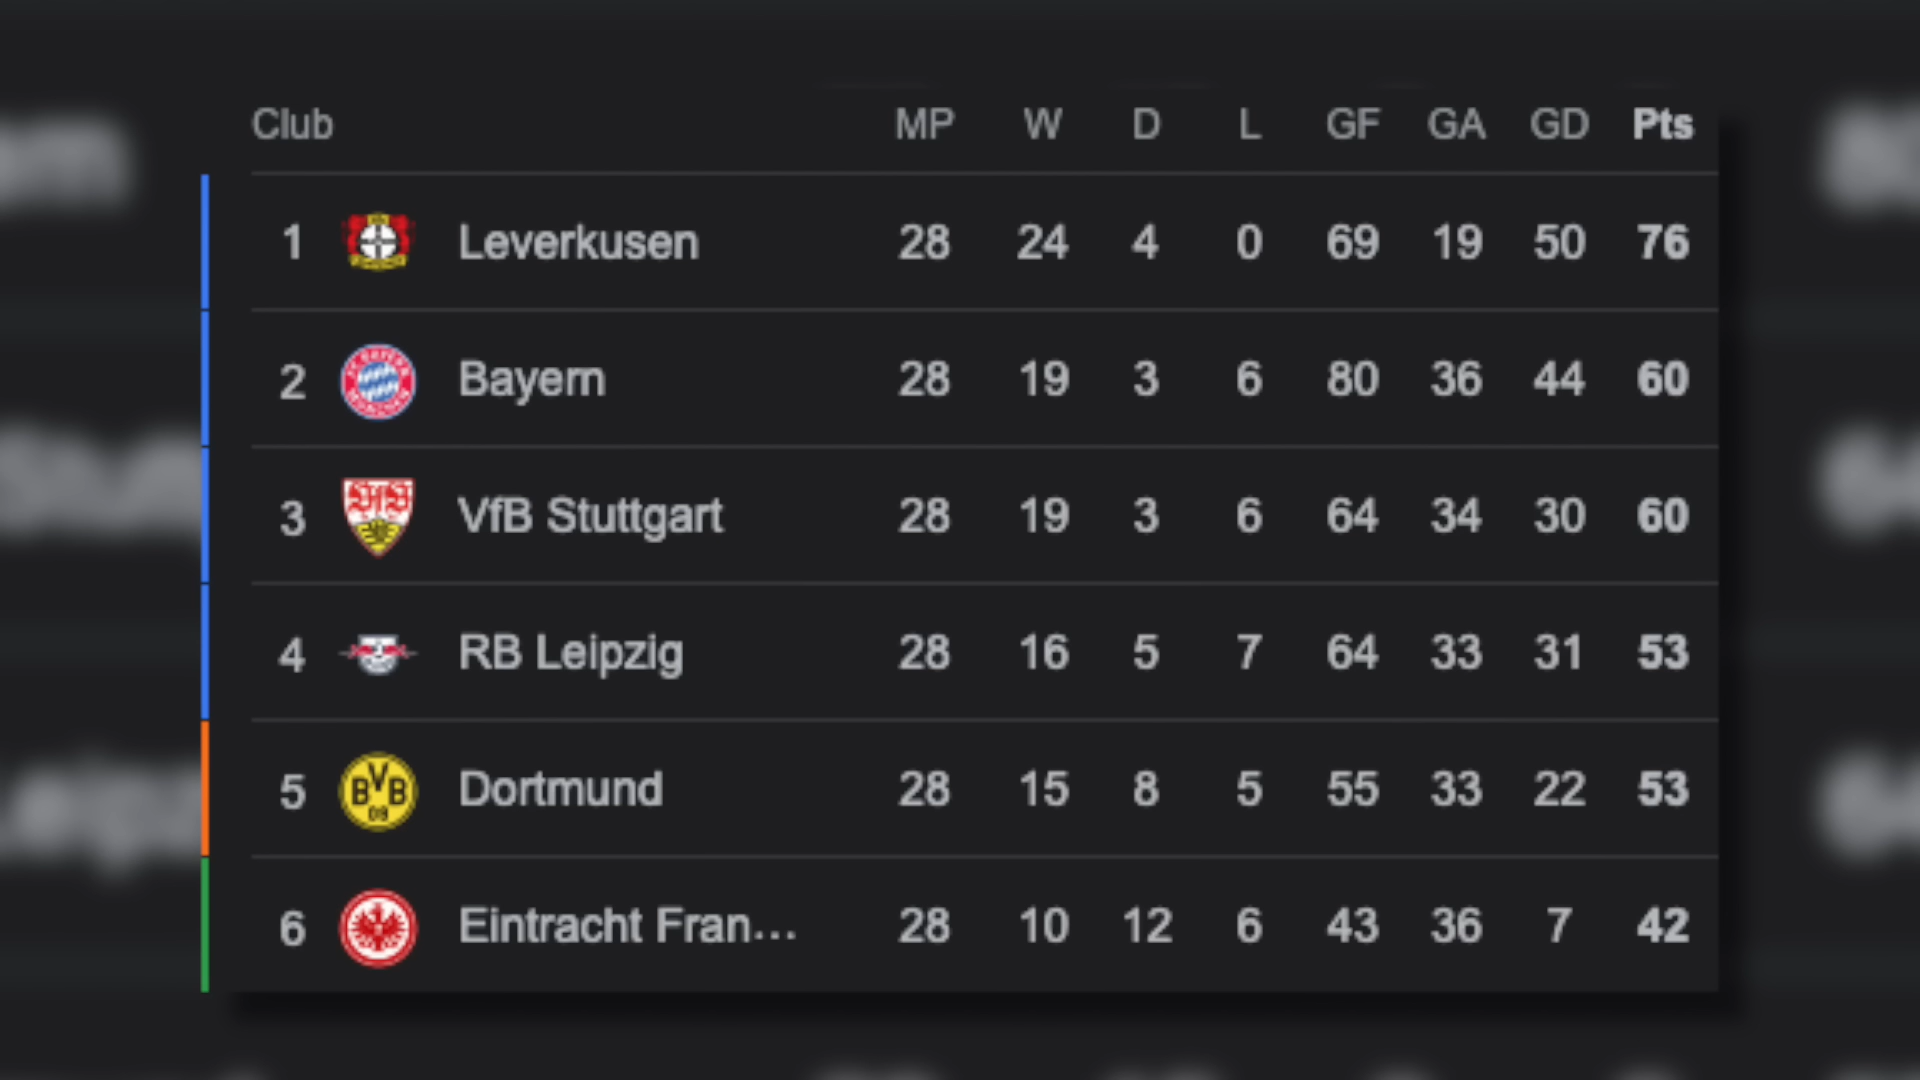 Club MP W D L GF GA GD Pts
1 Leverkusen 28 24 4 0 69 19 50 76
2 Bayern 28 19 3 6 80 36 44 60
3 VfB Stuttgart 28 19 3 6 64 34 30 60
4 RB Leipzig 28 16 5 7 64 33 31 53
5 BVB 09 Dortmund 28 15 8 5 55 33 22 53
6 Eintracht Fran... 28 10 12 6 43 36 7 42